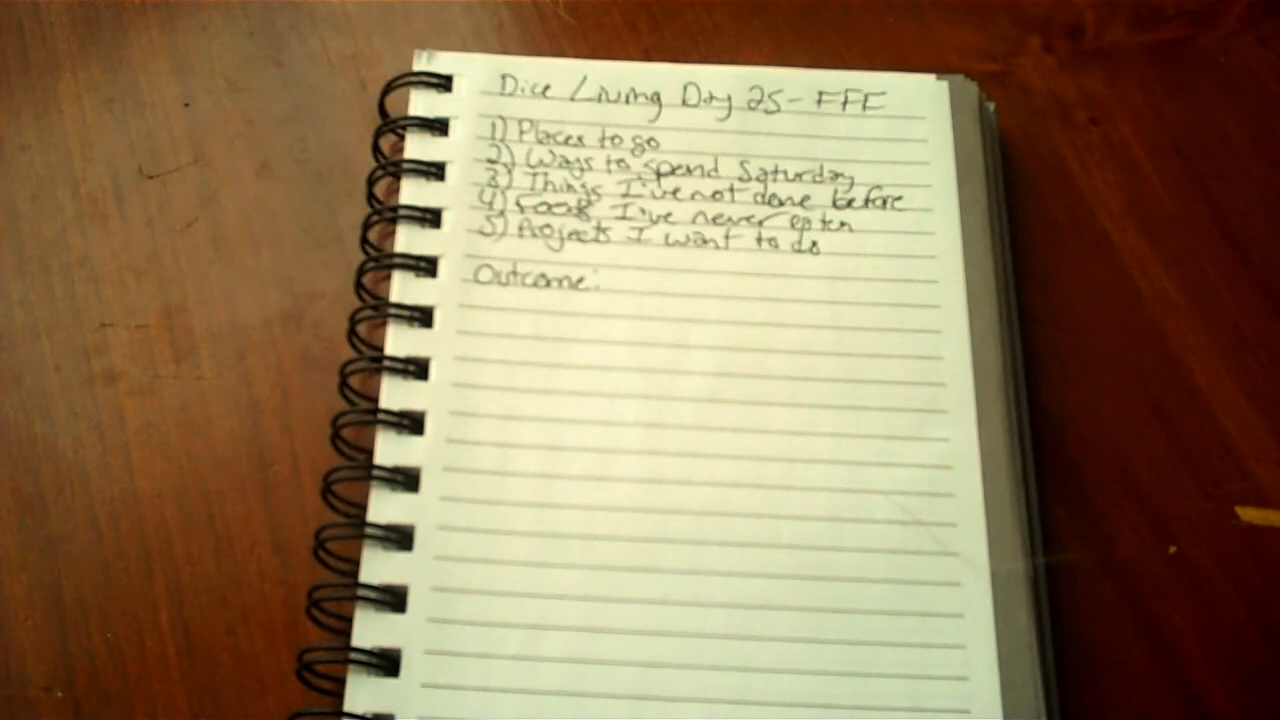 Dice Living Day 25 - FFF
1) Places to go
2) Ways to spend Saturday
3) Things I've not done before
4) Foods I've never eaten
5) Projects I want to do
Outcome: